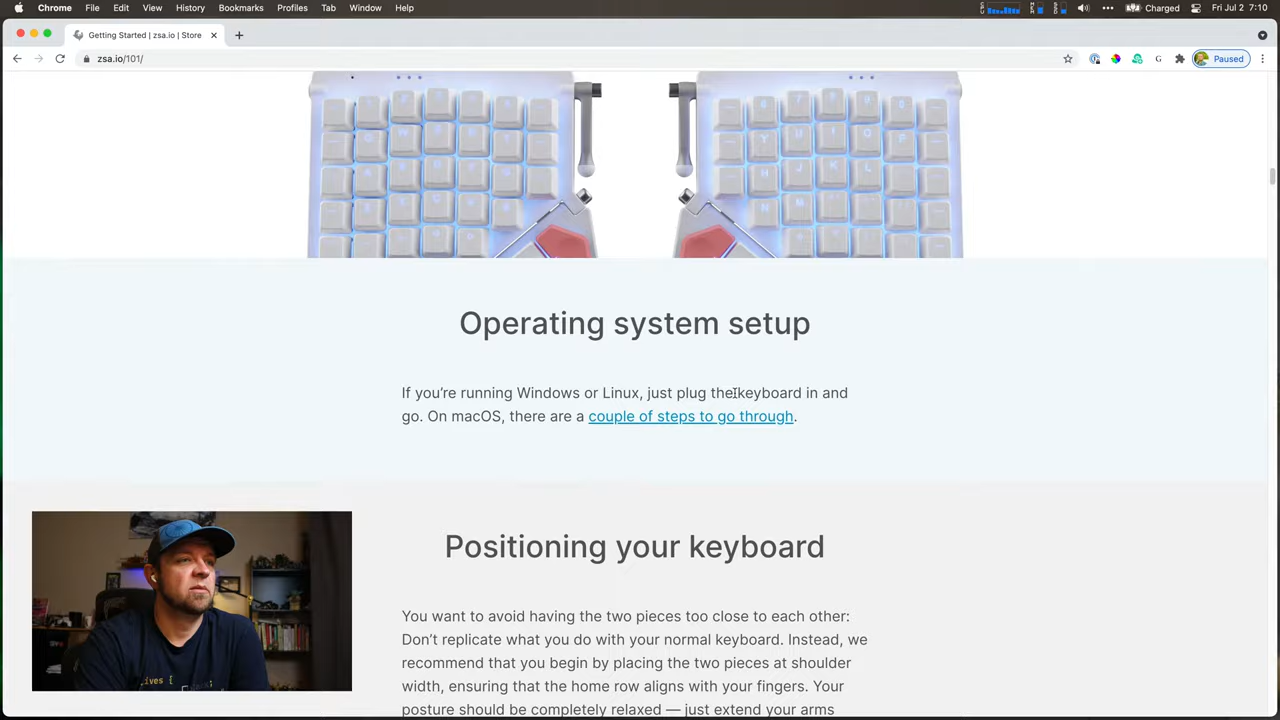 Chrome File Edit View History Bookmarks Profiles Tab Window Help
Charged Fri Jul 2 7:10
Getting Started | zsa.io | Store
zsa.io/101/
G
Paused
Operating system setup
If you're running Windows or Linux, just plug the keyboard in and
go. On macOS, there are a couple of steps to go through.
Positioning your keyboard
You want to avoid having the two pieces too close to each other:
Don't replicate what you do with your normal keyboard. Instead, we
recommend that you begin by placing the two pieces at shoulder
width, ensuring that the home row aligns with your fingers. Your
posture should be completely relaxed — just extend your arms